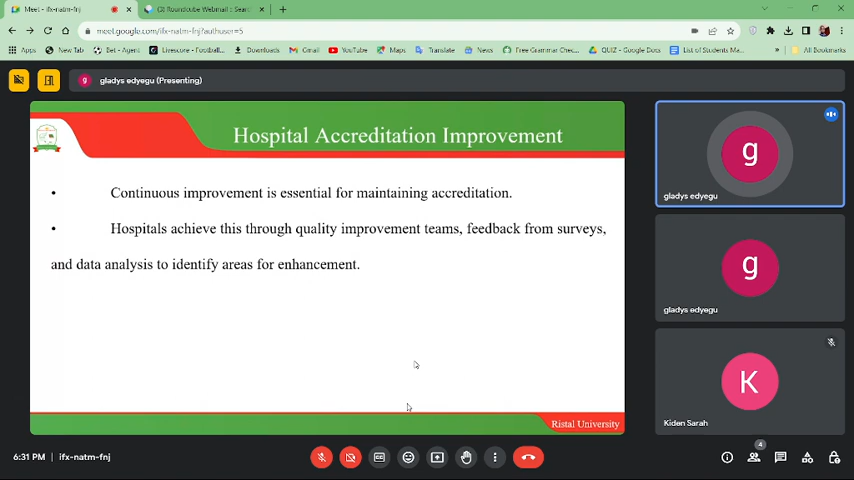 Meet - ifx-natm-fnj
Roundcube Webmail :: Sear
meet.google.com/ifx-natm-fnj?authuser=5
Apps
New Tab
Bet - Agent
Livescore - Football...
Downloads
Gmail
YouTube
Maps
Translate
News
Free Grammar Chec...
QUIZ - Google Docs
List of Students Ma...
»
All Bookmarks
g
gladys edyegu (Presenting)
Hospital Accreditation Improvement
• Continuous improvement is essential for maintaining accreditation.
• Hospitals achieve this through quality improvement teams, feedback from surveys,
and data analysis to identify areas for enhancement.
Ristal University
g
gladys edyegu
g
gladys edyegu
K
Kiden Sarah
6:31 PM | ifx-natm-fnj
4